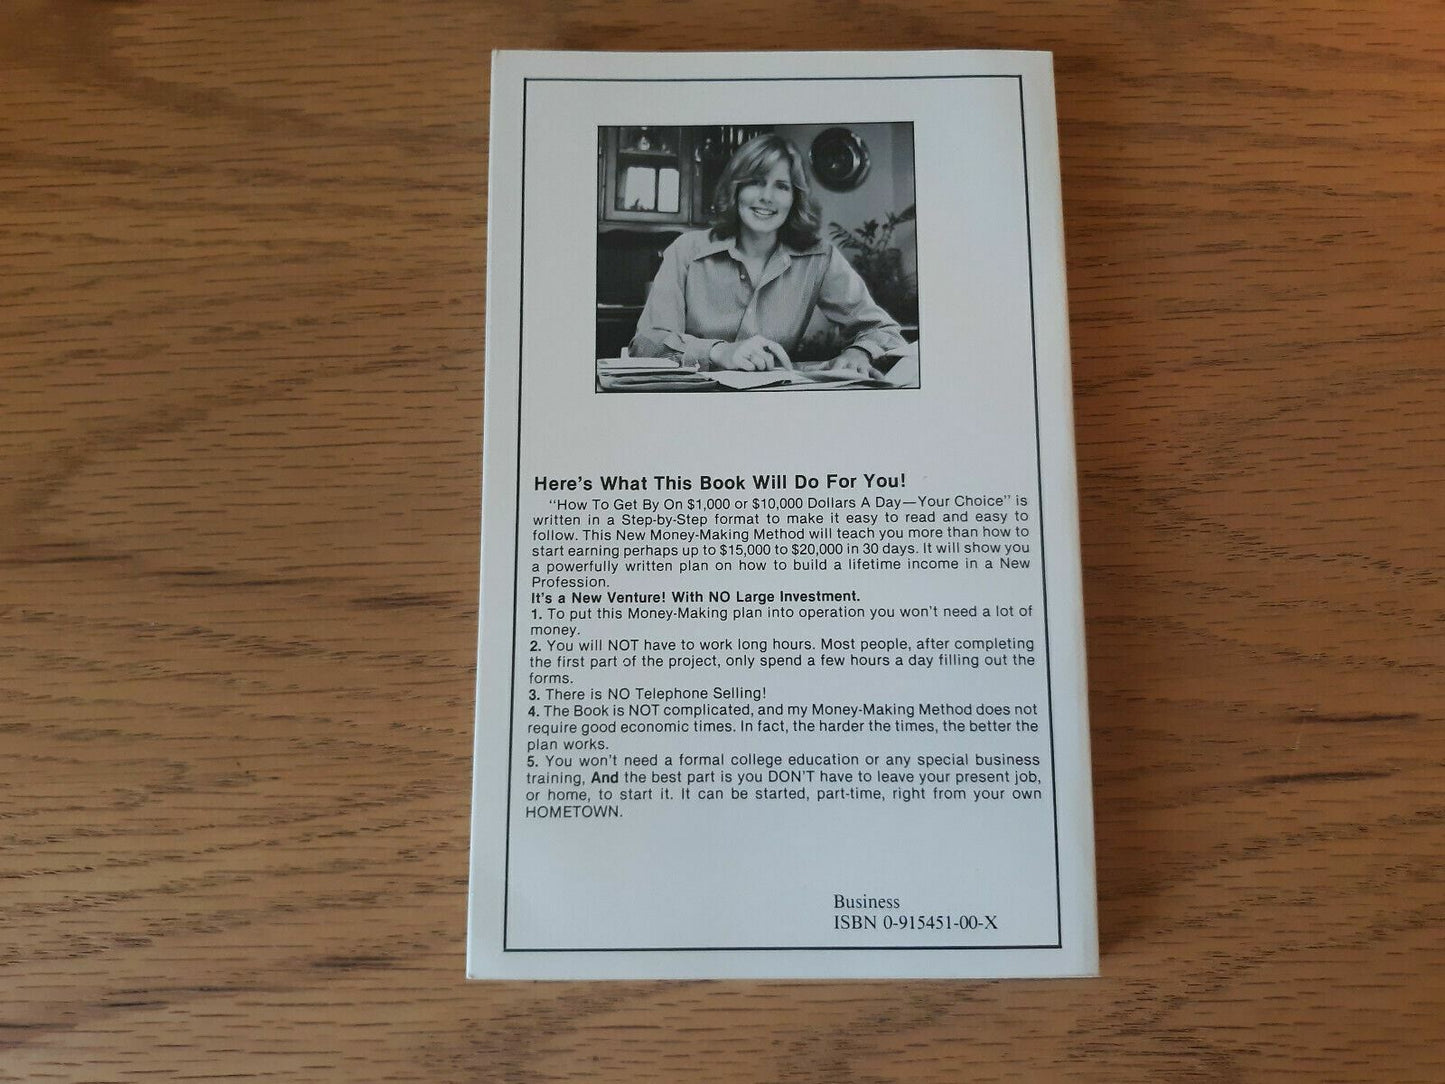 Here's What This Book Will Do For You!
"How To Get By On $1,000 or $10,000 Dollars A Day—Your Choice" is
written in a Step-by-Step format to make it easy to read and easy to
follow. This New Money-Making Method will teach you more than how to
start earning perhaps up to $15,000 to $20,000 in 30 days. It will show you
a powerfully written plan on how to build a lifetime income in a New
Profession.
It's a New Venture! With NO Large Investment.
1. To put this Money-Making plan into operation you won't need a lot of
money.
2. You will NOT have to work long hours. Most people, after completing
the first part of the project, only spend a few hours a day filling out the
forms.
3. There is NO Telephone Selling!
4. The Book is NOT complicated, and my Money-Making Method does not
require good economic times. In fact, the harder the times, the better the
plan works.
5. You won't need a formal college education or any special business
training, And the best part is you DON'T have to leave your present job,
or home, to start it. It can be started, part-time, right from your own
HOMETOWN.
Business
ISBN 0-915451-00-X